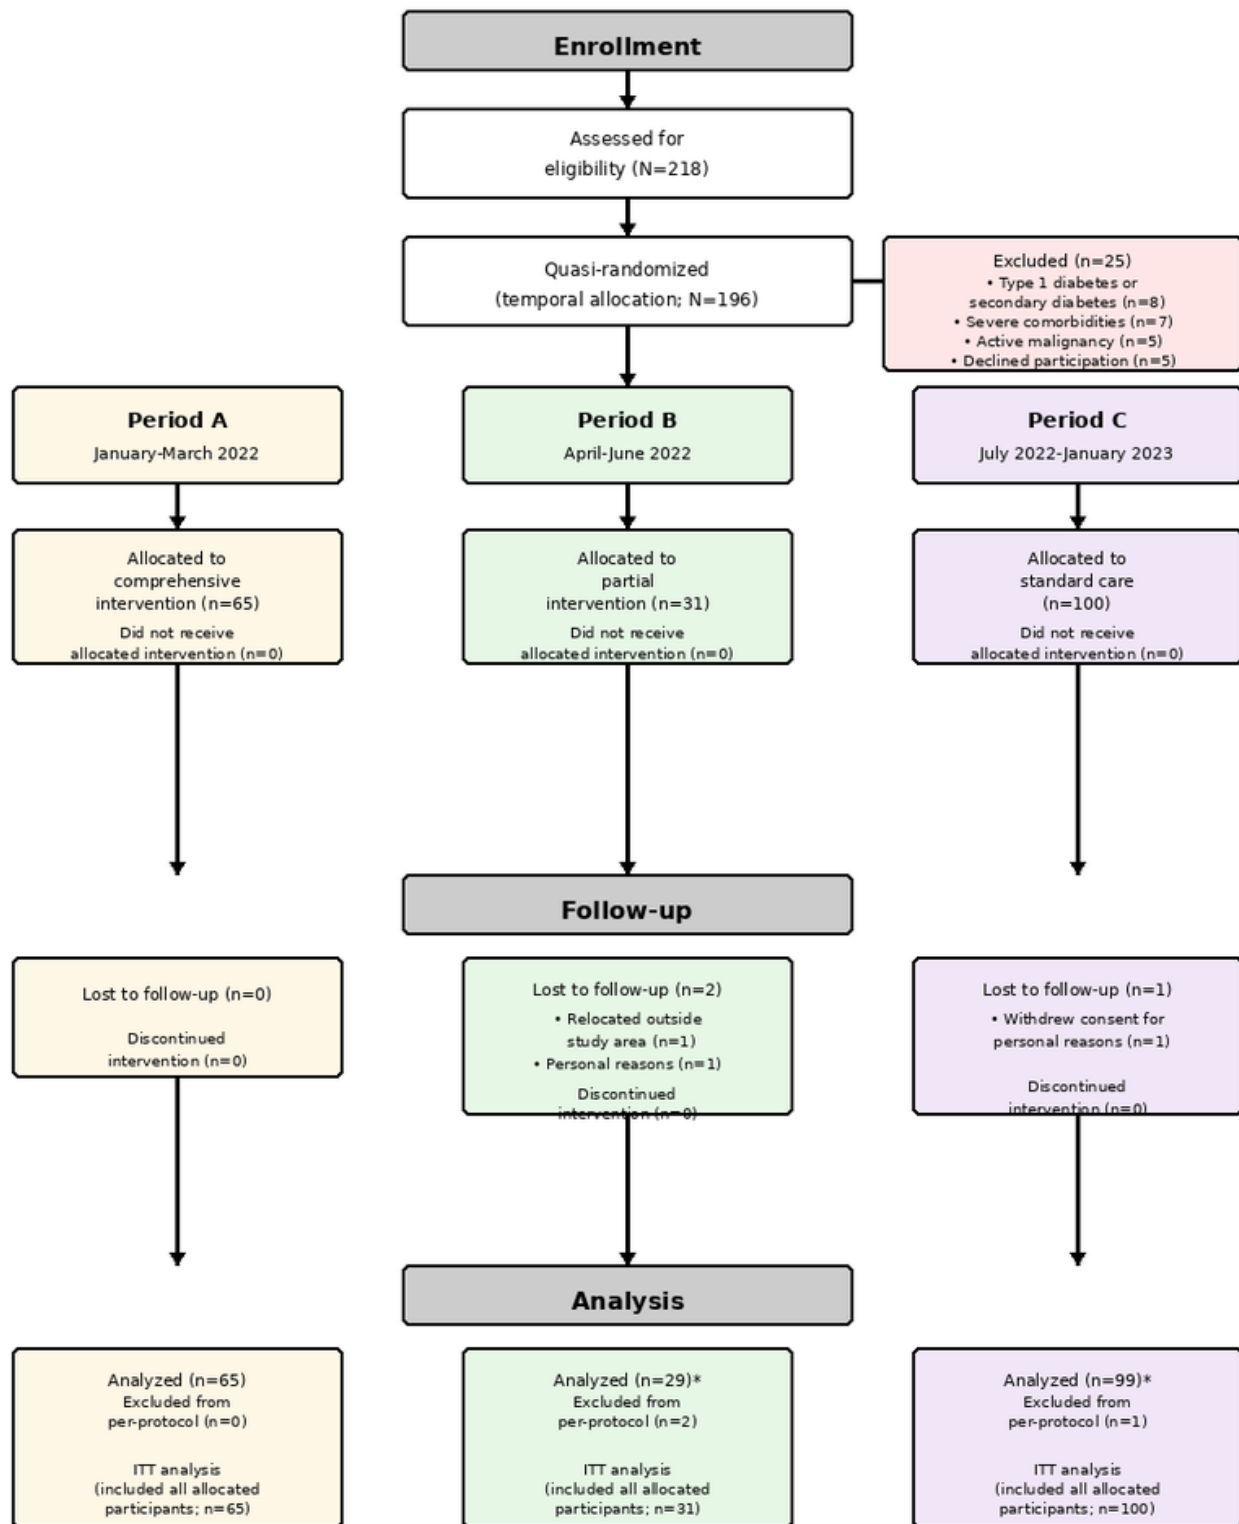 Enrollment
Assessed for
eligibility (N=218)
Quasi-randomized
(temporal allocation; N=196)
Excluded (n=25)
• Type 1 diabetes or
secondary diabetes (n=8)
• Severe comorbidities (n=7)
• Active malignancy (n=5)
• Declined participation (n=5)
Period A
January-March 2022
Period B
April-June 2022
Period C
July 2022-January 2023
Allocated to
comprehensive
intervention (n=65)
Did not receive
allocated intervention (n=0)
Allocated to
partial
intervention (n=31)
Did not receive
allocated intervention (n=0)
Allocated to
standard care
(n=100)
Did not receive
allocated intervention (n=0)
Follow-up
Lost to follow-up (n=0)
Discontinued
intervention (n=0)
Lost to follow-up (n=2)
• Relocated outside
study area (n=1)
• Personal reasons (n=1)
Discontinued
intervention (n=0)
Lost to follow-up (n=1)
• Withdrew consent for
personal reasons (n=1)
Discontinued
intervention (n=0)
Analysis
Analyzed (n=65)
Excluded from
per-protocol (n=0)
ITT analysis
(included all allocated
participants; n=65)
Analyzed (n=29)*
Excluded from
per-protocol (n=2)
ITT analysis
(included all allocated
participants; n=31)
Analyzed (n=99)*
Excluded from
per-protocol (n=1)
ITT analysis
(included all allocated
participants; n=100)